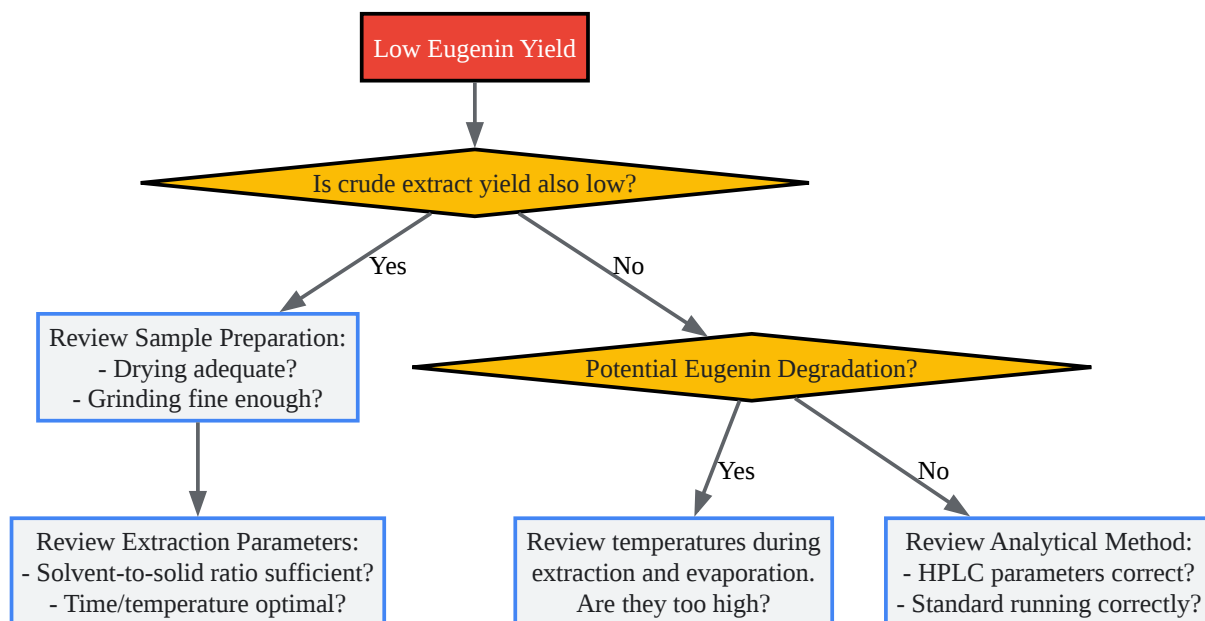 Low Eugenin Yield
Is crude extract yield also low?
Yes
No
Review Sample Preparation:
- Drying adequate?
- Grinding fine enough?
Potential Eugenin Degradation?
Yes
No
Review Extraction Parameters:
- Solvent-to-solid ratio sufficient?
- Time/temperature optimal?
Review temperatures during
extraction and evaporation.
Are they too high?
Review Analytical Method:
- HPLC parameters correct?
- Standard running correctly?